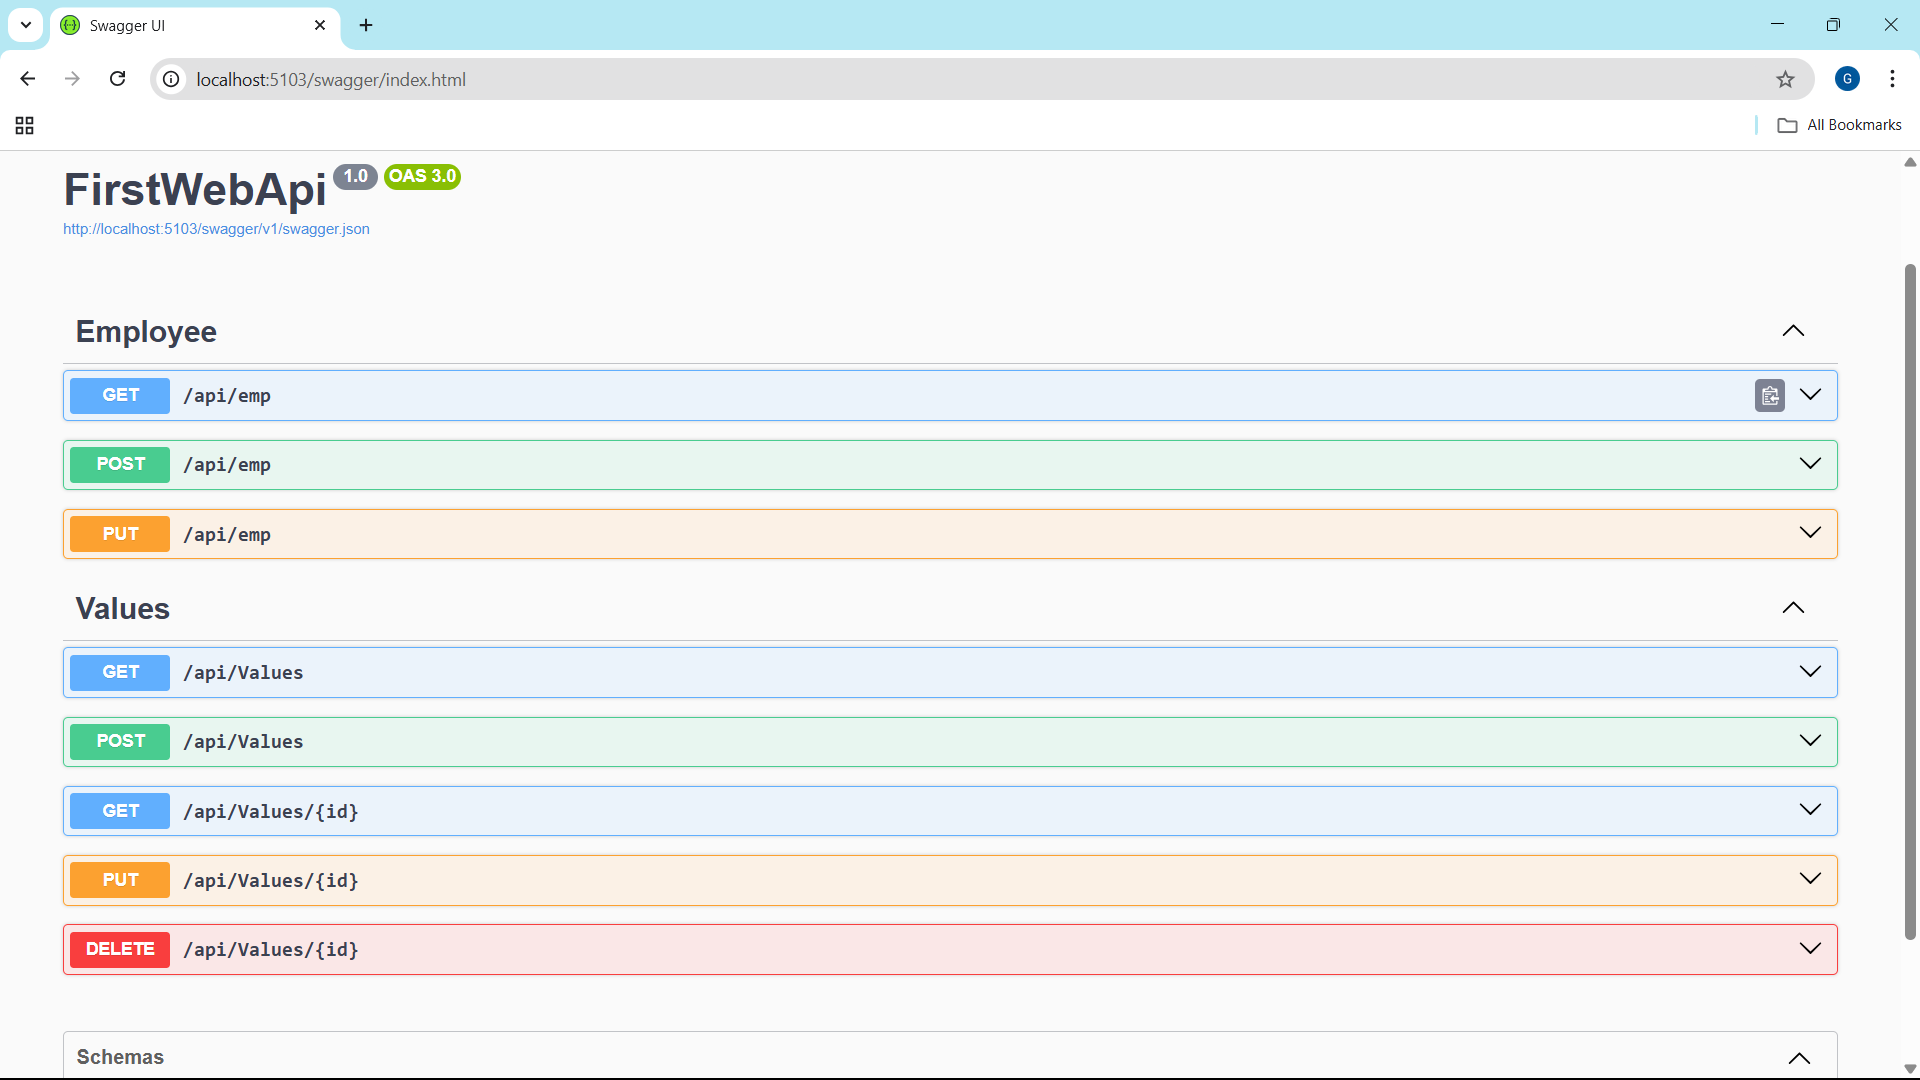 Swagger UI
localhost:5103/swagger/index.html
G
All Bookmarks
FirstWebApi 1.0 OAS 3.0
http://localhost:5103/swagger/v1/swagger.json
Employee
GET /api/emp
POST /api/emp
PUT /api/emp
Values
GET /api/Values
POST /api/Values
GET /api/Values/{id}
PUT /api/Values/{id}
DELETE /api/Values/{id}
Schemas